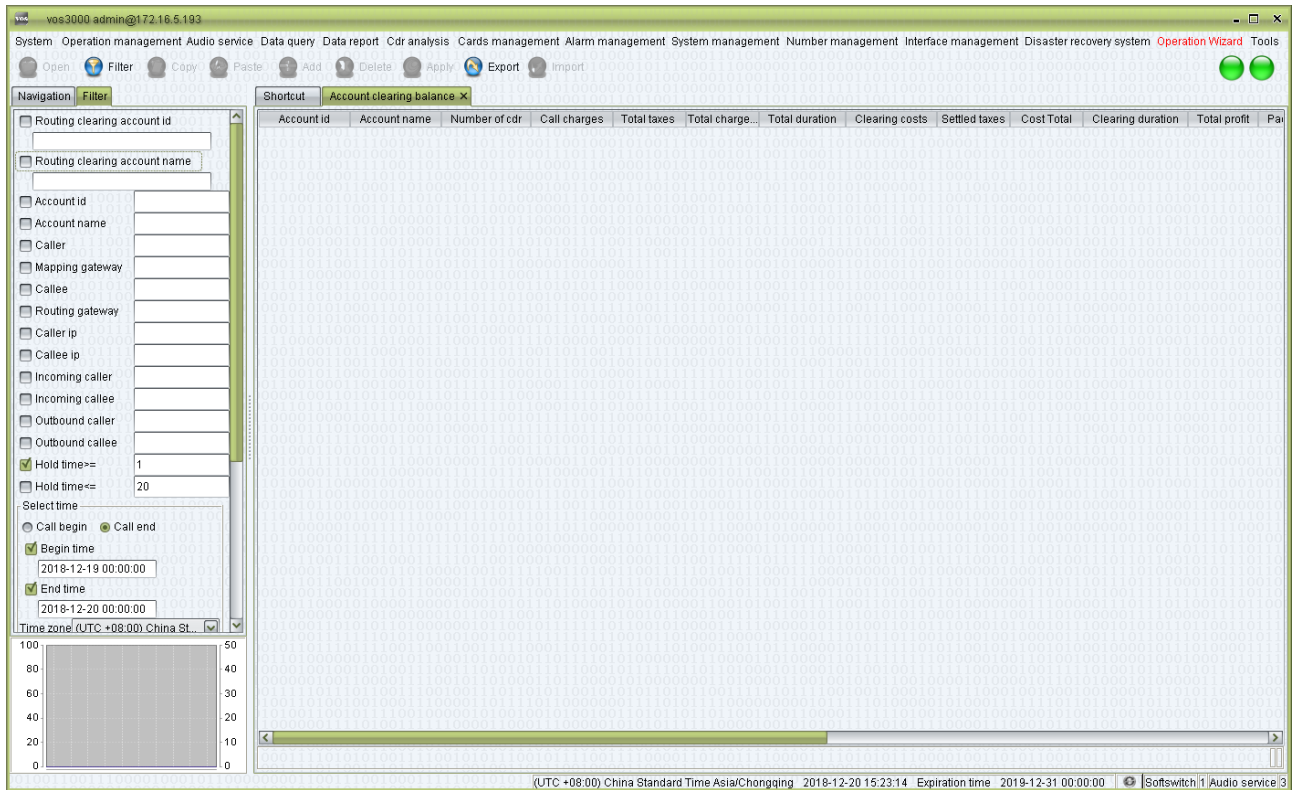 vos vos3000 admin@172.16.5.193
System Operation management Audio service Data query Data report Cdr analysis Cards management Alarm management System management Number management Interface management Disaster recovery system Operation Wizard Tools
Open Filter Copy Paste Add Delete Apply Export Import
Navigation Filter Shortcut Account clearing balance
Account id Account name Number of cdr Call charges Total taxes Total charge... Total duration Clearing costs Settled taxes Cost Total Clearing duration Total profit
Routing clearing account id
Routing clearing account name
Account id
Account name
Caller
Mapping gateway
Callee
Routing gateway
Caller ip
Callee ip
Incoming caller
Incoming callee
Outbound caller
Outbound callee
Hold time>= 1
Hold time<= 20
Select time
Call begin Call end
Begin time
2018-12-19 00:00:00
End time
2018-12-20 00:00:00
Time zone (UTC +08:00) China St...
100 50
80 40
60 30
40 20
20 10
0 0
(UTC +08:00) China Standard Time Asia/Chongqing 2018-12-20 15:23:14 Expiration time 2019-12-31 00:00:00 Softswitch 1 Audio service 3